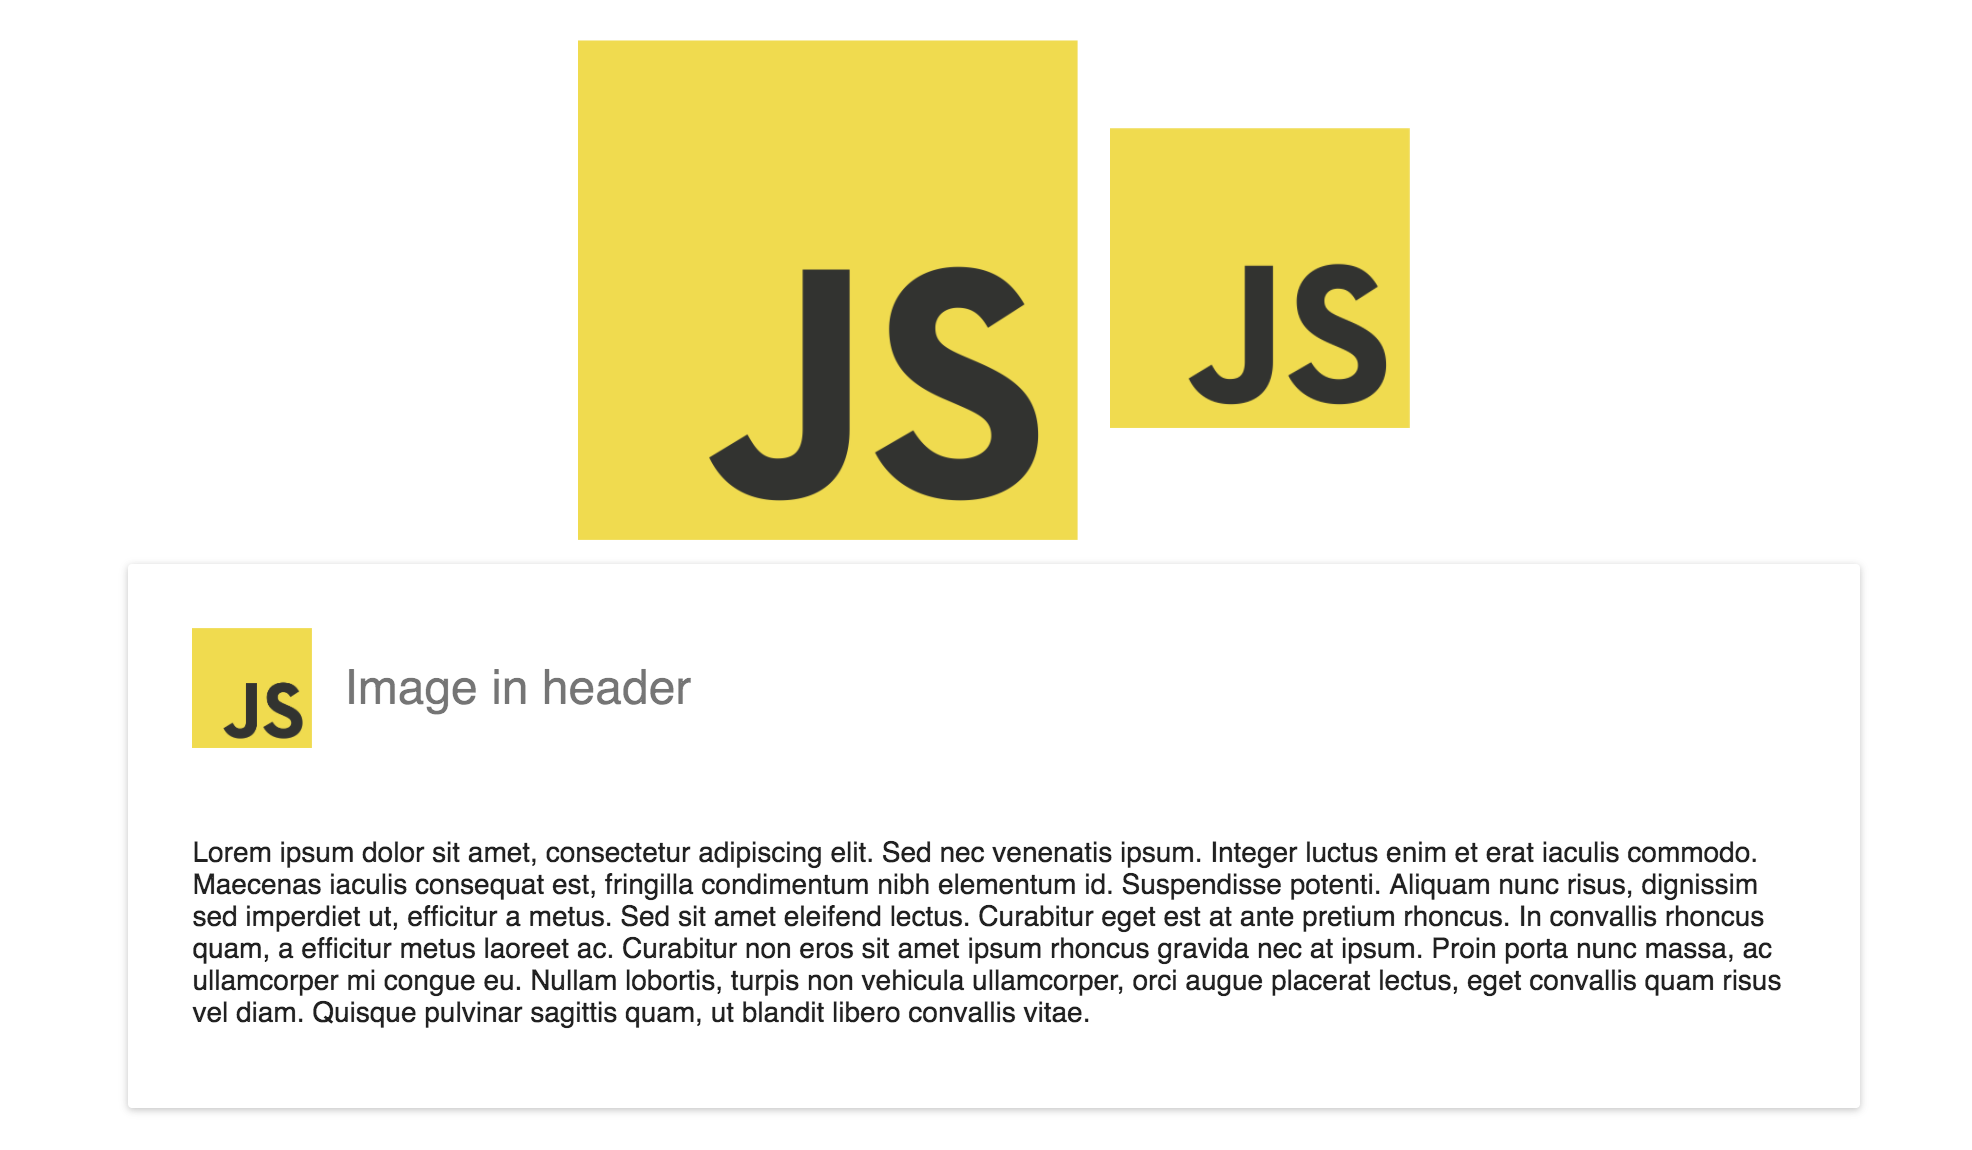 JS
JS
JS
Image in header
Lorem ipsum dolor sit amet, consectetur adipiscing elit. Sed nec venenatis ipsum. Integer luctus enim et erat iaculis commodo.
Maecenas iaculis consequat est, fringilla condimentum nibh elementum id. Suspendisse potenti. Aliquam nunc risus, dignissim
sed imperdiet ut, efficitur a metus. Sed sit amet eleifend lectus. Curabitur eget est at ante pretium rhoncus. In convallis rhoncus
quam, a efficitur metus laoreet ac. Curabitur non eros sit amet ipsum rhoncus gravida nec at ipsum. Proin porta nunc massa, ac
ullamcorper mi congue eu. Nullam lobortis, turpis non vehicula ullamcorper, orci augue placerat lectus, eget convallis quam risus
vel diam. Quisque pulvinar sagittis quam, ut blandit libero convallis vitae.